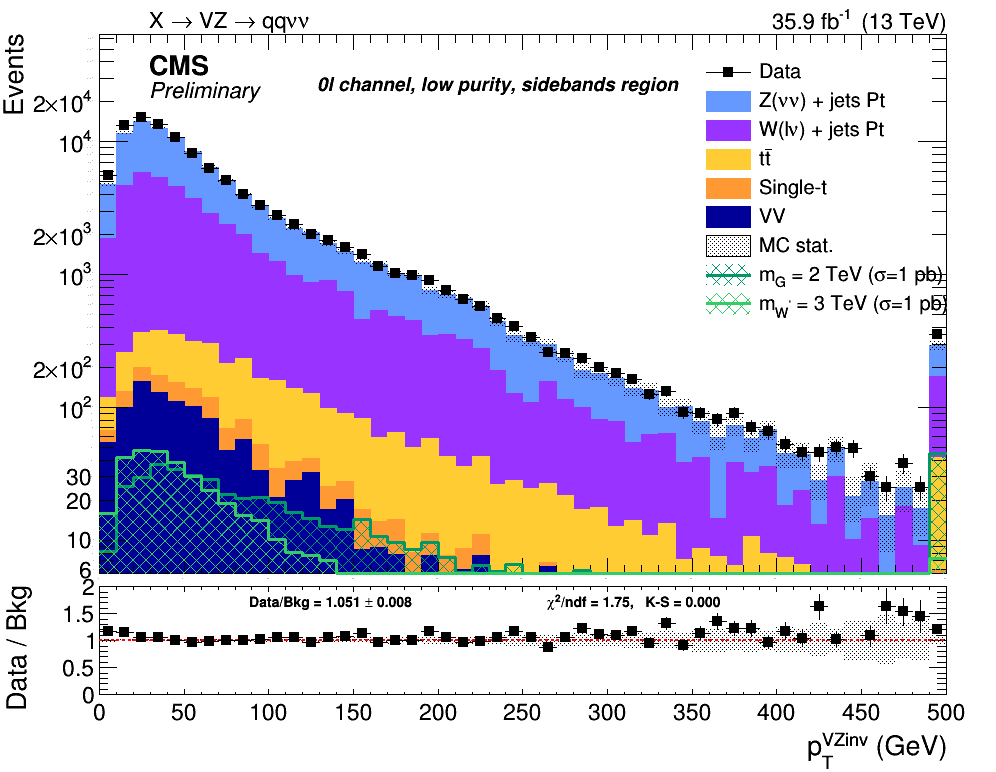 X → VZ → qqνν
35.9 fb⁻¹ (13 TeV)
Events
CMS
Preliminary
0l channel, low purity, sidebands region
Data
Z(νν) + jets Pt
W(lν) + jets Pt
tt̄
Single-t
VV
MC stat.
m_G = 2 TeV (σ=1 pb)
m_W' = 3 TeV (σ=1 pb)
2×10⁴
10⁴
2×10³
10³
2×10²
10²
30
20
10
6
Data / Bkg
2
1.5
1
0.5
0
Data/Bkg = 1.051 ± 0.008
χ²/ndf = 1.75, K-S = 0.000
0 50 100 150 200 250 300 350 400 450 500
p_T^VZinv (GeV)